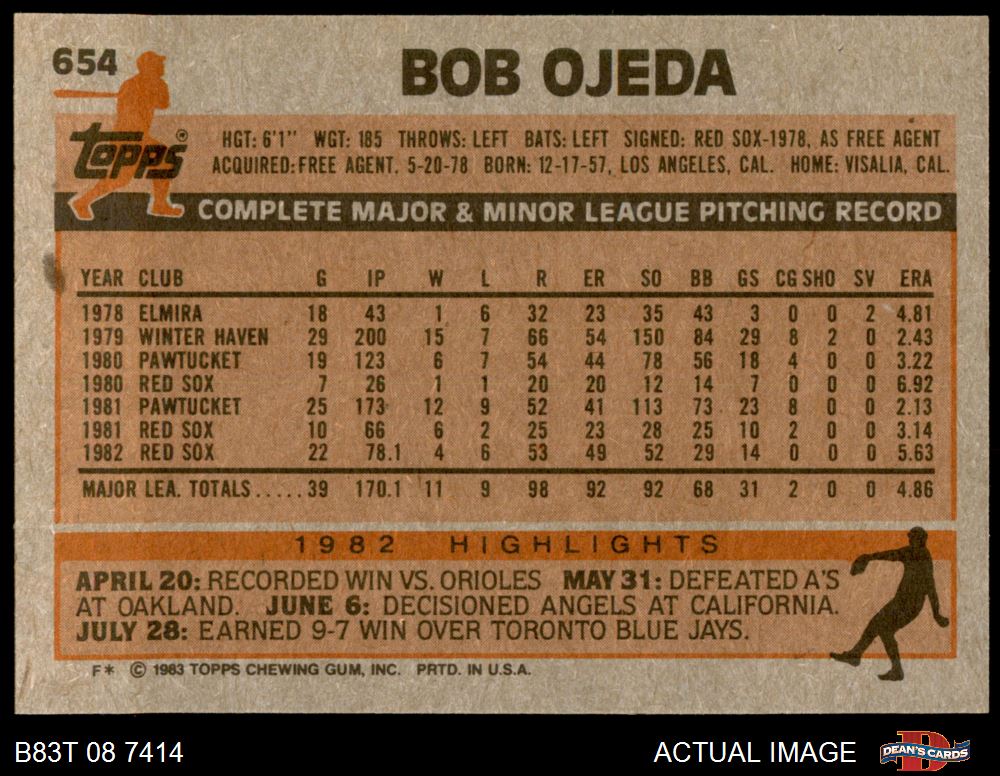 654
BOB OJEDA
Topps®
HGT: 6'1" WGT: 185 THROWS: LEFT BATS: LEFT SIGNED: RED SOX-1978, AS FREE AGENT
ACQUIRED: FREE AGENT. 5-20-78 BORN: 12-17-57, LOS ANGELES, CAL. HOME: VISALIA, CAL.
COMPLETE MAJOR & MINOR LEAGUE PITCHING RECORD
YEAR CLUB G IP W L R ER SO BB GS CG SHO SV ERA
1978 ELMIRA 18 43 1 6 32 23 35 43 3 0 0 2 4.81
1979 WINTER HAVEN 29 200 15 7 66 54 150 84 29 8 2 0 2.43
1980 PAWTUCKET 19 123 6 7 54 44 78 56 18 4 0 0 3.22
1980 RED SOX 7 26 1 1 20 20 12 14 7 0 0 0 6.92
1981 PAWTUCKET 25 173 12 9 52 41 113 73 23 8 0 0 2.13
1981 RED SOX 10 66 6 2 25 23 28 25 10 2 0 0 3.14
1982 RED SOX 22 78.1 4 6 53 49 52 29 14 0 0 0 5.63
MAJOR LEA. TOTALS.....39 170.1 11 9 98 92 92 68 31 2 0 0 4.86
1982 HIGHLIGHTS
APRIL 20: RECORDED WIN VS. ORIOLES MAY 31: DEFEATED A'S
AT OAKLAND. JUNE 6: DECISIONED ANGELS AT CALIFORNIA.
JULY 28: EARNED 9-7 WIN OVER TORONTO BLUE JAYS.
F* © 1983 TOPPS CHEWING GUM, INC. PRTD. IN U.S.A.
B83T 08 7414 ACTUAL IMAGE DEAN'S CARDS